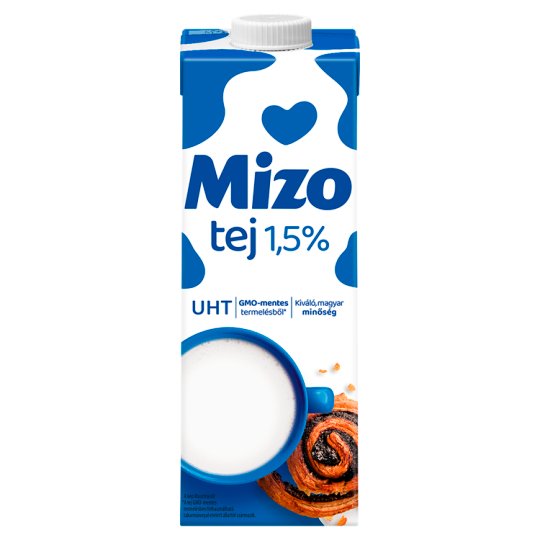 Mizo
tej 1,5%
UHT
GMO-mentes
termelésből*
Kiváló, magyar
minőség